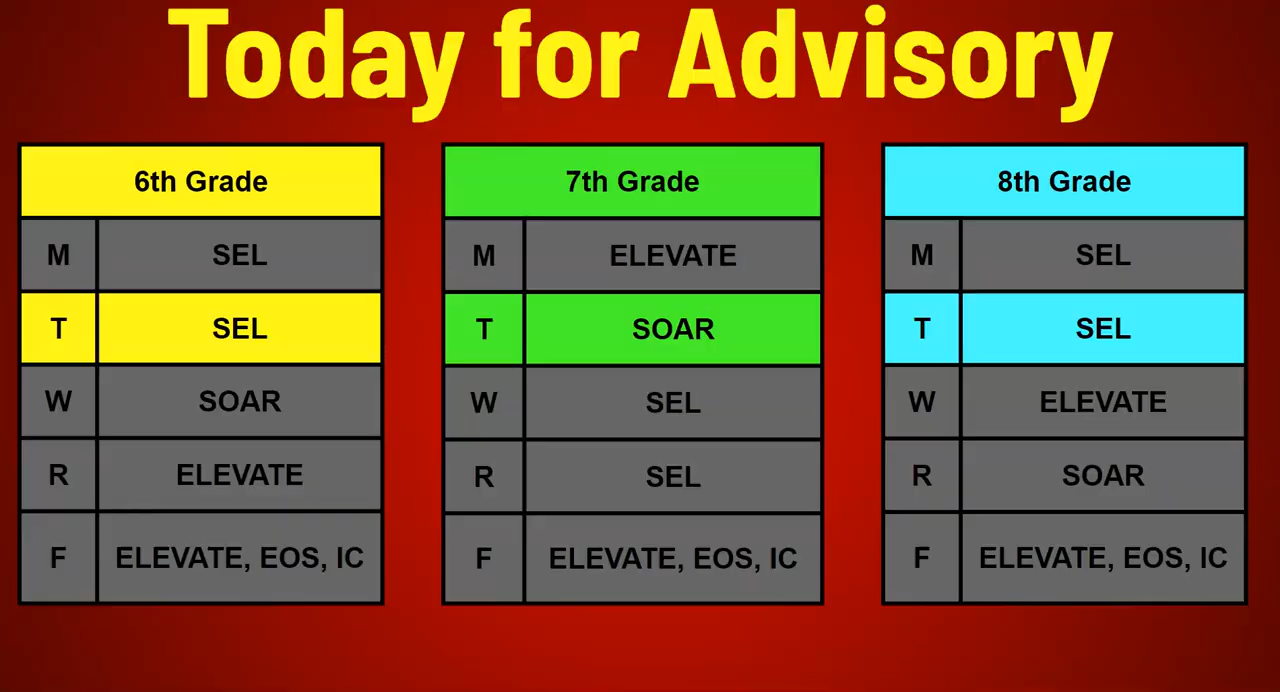 Today for Advisory
6th Grade
M SEL
T SEL
W SOAR
R ELEVATE
F ELEVATE, EOS, IC
7th Grade
M ELEVATE
T SOAR
W SEL
R SEL
F ELEVATE, EOS, IC
8th Grade
M SEL
T SEL
W ELEVATE
R SOAR
F ELEVATE, EOS, IC